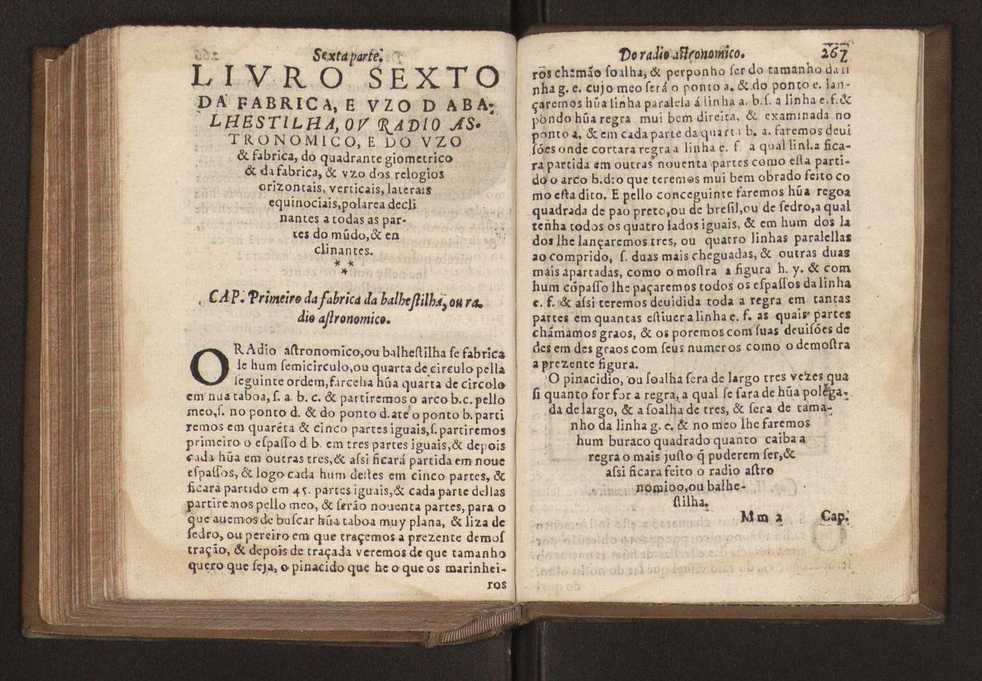 Sexta parte.
LIVRO SEXTO
DA FABRICA, E VZO D ABA-
LHESTILHA, OV RADIO AS-
TRONOMICO, E DO VZO
& fabrica, do quadrante giometrico
& da fabrica, & vzo dos relogios
orizontais, verticais, laterais
equinociais, polares decli
nantes a todas as par-
tes do mũdo, & en
clinantes.
* *
*
CAP. Primeiro da fabrica da balhestilha, ou ra
dio astronomico.
O RAdio astronomico, ou balhestilha se fabrica
le hum semicirculo, ou quarta de circulo pella
seguinte ordem, farceha hũa quarta de circolo
em hua taboa, s. a. b. c. & partiremos o arco b.c. pello
meo, s. no ponto d. & do ponto d. até o ponto b. parti
remos em quarẽta & cinco partes iguais, s. partiremos
primeiro o espasso d b. em tres partes iguais, & depois
cada hũa em outras tres, & assi ficará partida em noue
espassos, & logo cada hum destes em cinco partes, &
ficara partido em 45. partes iguais, & cada parte dellas
partiremos pello meo, & serão nouenta partes, para o
que auemos de buscar hũa taboa muy plana, & liza de
sedro, ou pereiro em que traçemos a prezente demos
tração, & depois de traçada veremos de que tamanho
quero que seja, o pinacido que he o que os marinhei-
ros
Do radio astronomico. 267
ros chamão soalha, & perponho ser do tamanho da li
nha g. e. cujo meo será o ponto a. & do ponto e. lan-
çaremos hũa linha paralela á linha a. b. s. a linha e. f. &
pondo hũa regra mui bem direita, & examinada no
ponto a. & em cada parte da quarta b. a. faremos deui
sões onde cortara regra a linha e. f a qual linha fica-
ra partida em outras nouenta partes como esta parti-
do o arco b.d: o que teremos mui bem obrado feito co
mo esta dito. E pello conceguinte faremos hũa regoa
quadrada de pao preto, ou de bresil, ou de sedro, a qual
tenha todos os quatro lados iguais, & em hum dos la
dos lhe lançaremos tres, ou quatro linhas paralellas
ao comprido, s. duas mais cheguadas, & outras duas
mais apartadas, como o mostra a figura h. y. & com
hum cõpasso lhe paçaremos todos os espassos da linha
e. f. & assi teremos deuidida toda a regra em tantas
partes em quantas estiuer a linha e. f. as quais partes
chãmamos graos, & os poremos com suas deuisões de
des em des graos com seus numeros como o demostra
a prezente figura.
O pinacidio, ou soalha sera de largo tres vezes qua
si quanto for for a regra, a qual se fara de hũa polega-
da de largo, & a soalha de tres, & sera de tama-
nho da linha g. e. & no meo lhe faremos
hum buraco quadrado quanto caiba a
regra o mais justo q̃ puderem ser, &
assi ficara feito o radio astro
nomioo, ou balhe-
stilha.
Mm 2 Cap.